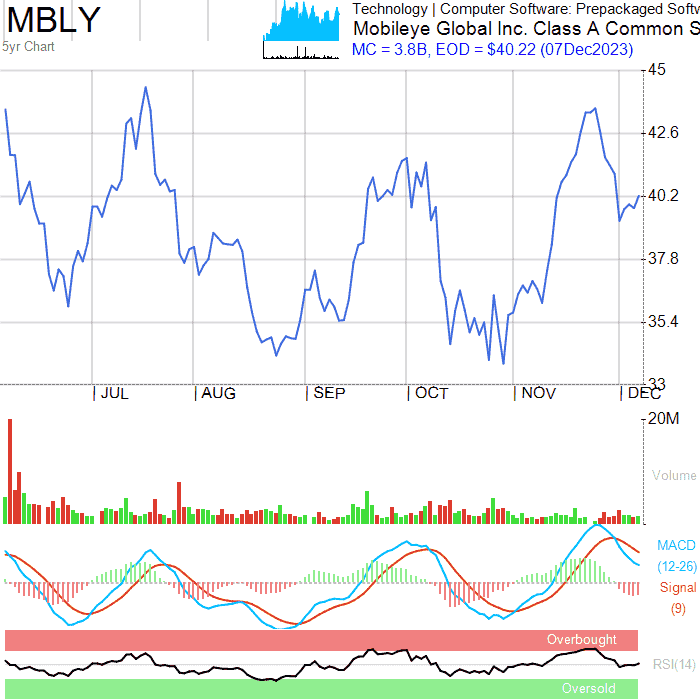 MBLY
5yr Chart
Technology | Computer Software: Prepackaged Softw
Mobileye Global Inc. Class A Common S
MC = 3.8B, EOD = $40.22 (07Dec2023)
45
42.6
40.2
37.8
35.4
33
JUL AUG SEP OCT NOV DEC
20M
Volume
MACD
(12-26)
Signal
(9)
Overbought
RSI(14)
Oversold